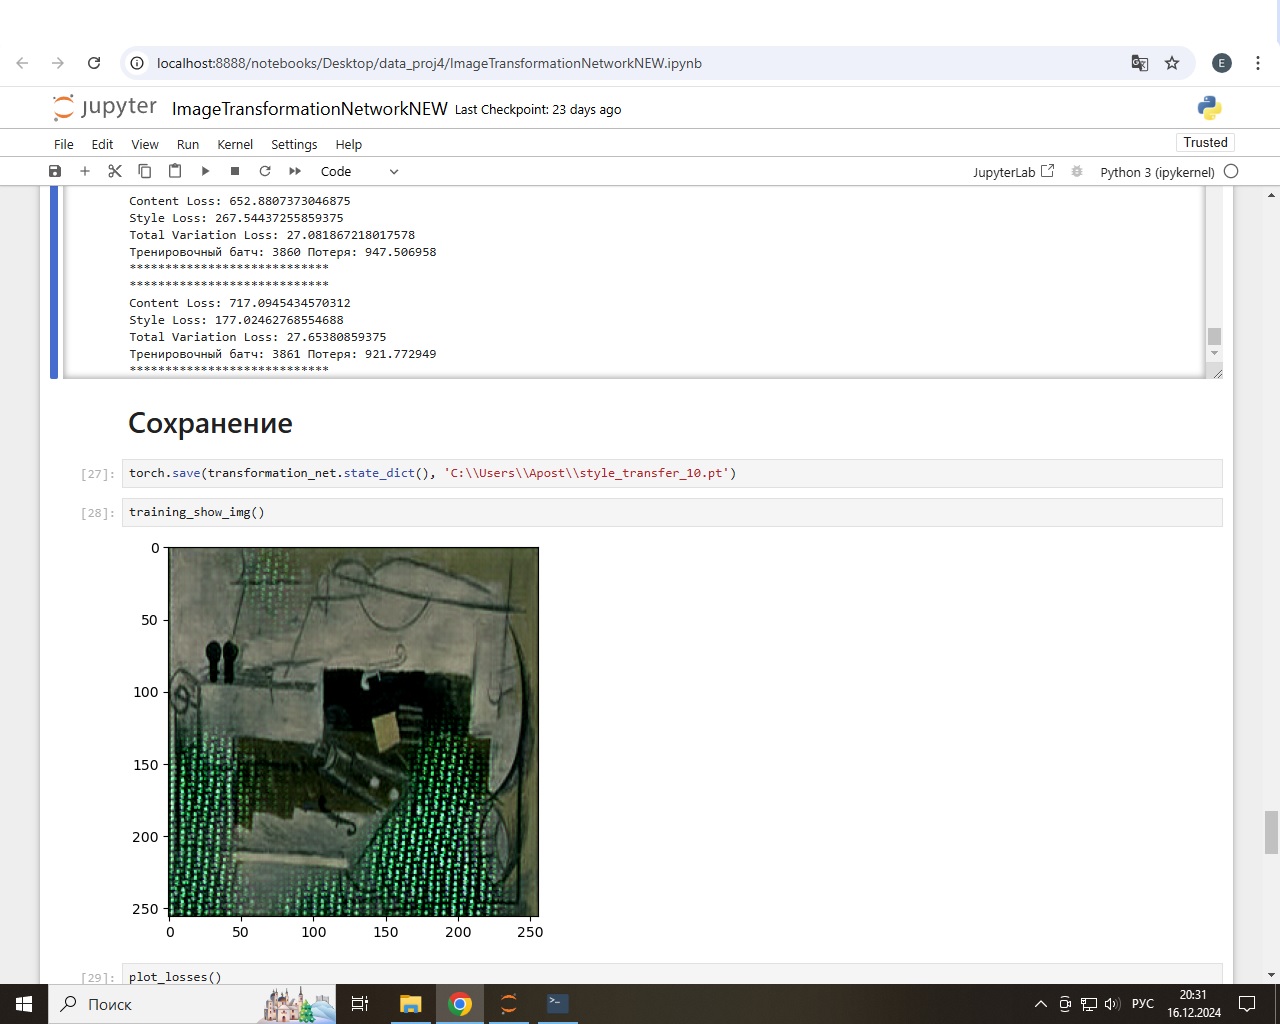 localhost:8888/notebooks/Desktop/data_proj4/ImageTransformationNetworkNEW.ipynb
E
jupyter ImageTransformationNetworkNEW Last Checkpoint: 23 days ago
File Edit View Run Kernel Settings Help
Trusted
Code
JupyterLab
Python 3 (ipykernel)
Content Loss: 652.8807373046875
Style Loss: 267.54437255859375
Total Variation Loss: 27.081867218017578
Тренировочный батч: 3860 Потеря: 947.506958
****************************
****************************
Content Loss: 717.0945434570312
Style Loss: 177.02462768554688
Total Variation Loss: 27.65380859375
Тренировочный батч: 3861 Потеря: 921.772949
****************************
Сохранение
[27]: torch.save(transformation_net.state_dict(), 'C:\\Users\\Apost\\style_transfer_10.pt')
[28]: training_show_img()
0
50
100
150
200
250
0 50 100 150 200 250
[29]: plot_losses()
Поиск
РУС
20:31
16.12.2024